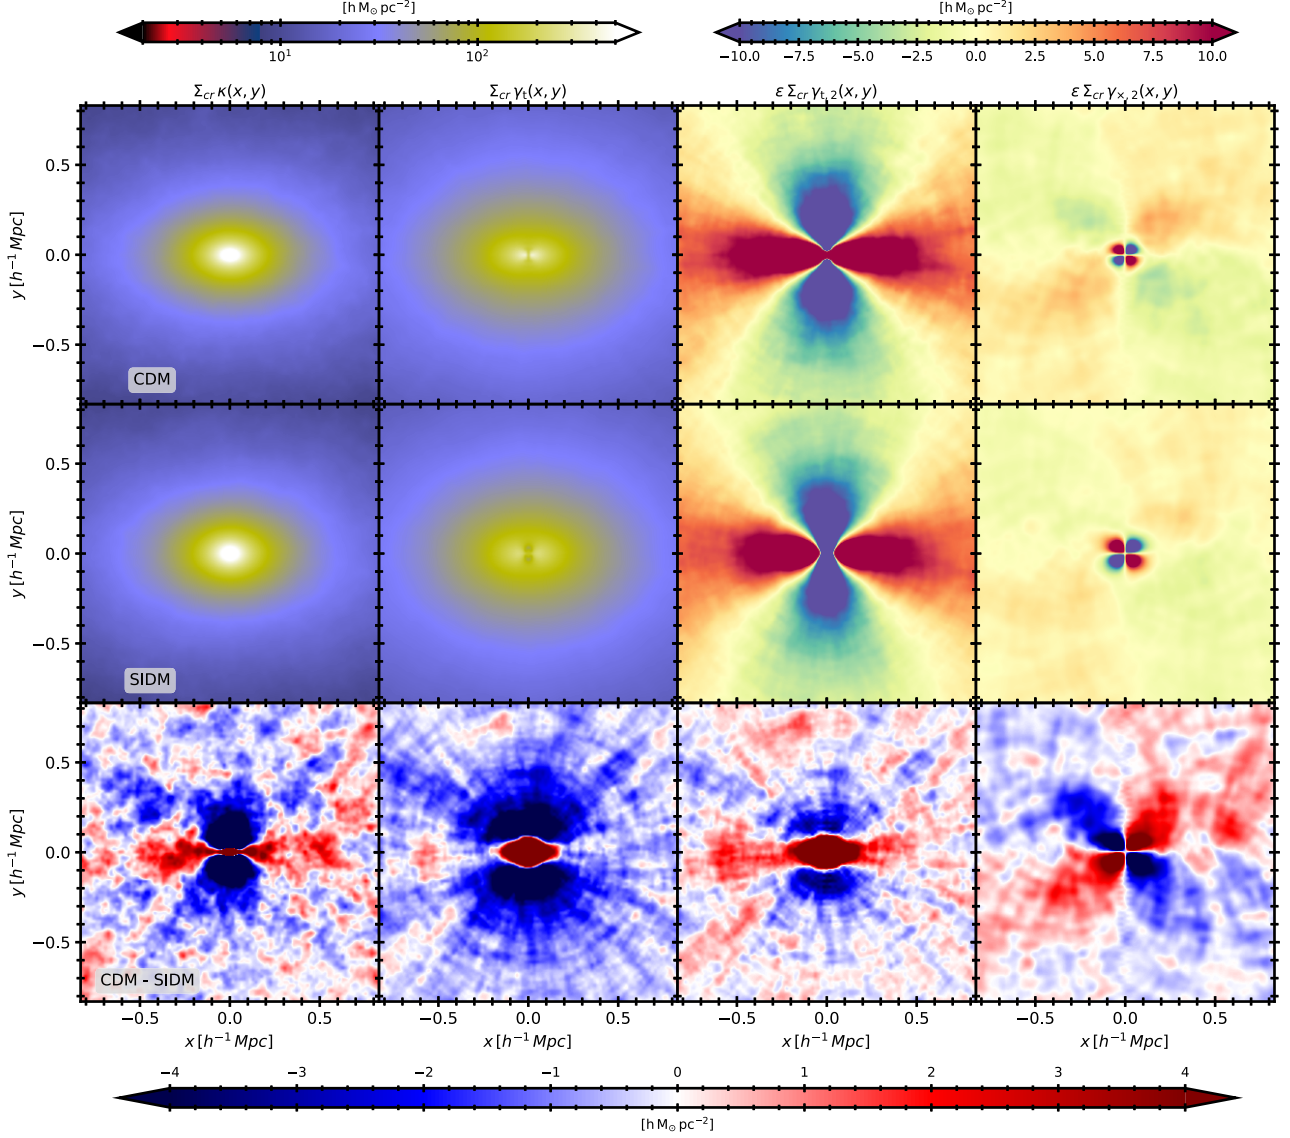 [h M⊙ pc⁻²] [h M⊙ pc⁻²]
10¹ 10² −10.0 −7.5 −5.0 −2.5 0.0 2.5 5.0 7.5 10.0
Σcr κ(x, y) Σcr γt(x, y) ε Σcr γt,2(x, y) ε Σcr γ×,2(x, y)
0.5
0.0
−0.5
y [h⁻¹ Mpc]
CDM
0.5
0.0
−0.5
y [h⁻¹ Mpc]
SIDM
0.5
0.0
−0.5
y [h⁻¹ Mpc]
CDM - SIDM
−0.5 0.0 0.5 −0.5 0.0 0.5 −0.5 0.0 0.5 −0.5 0.0 0.5
x [h⁻¹ Mpc] x [h⁻¹ Mpc] x [h⁻¹ Mpc] x [h⁻¹ Mpc]
−4 −3 −2 −1 0 1 2 3 4
[h M⊙ pc⁻²]